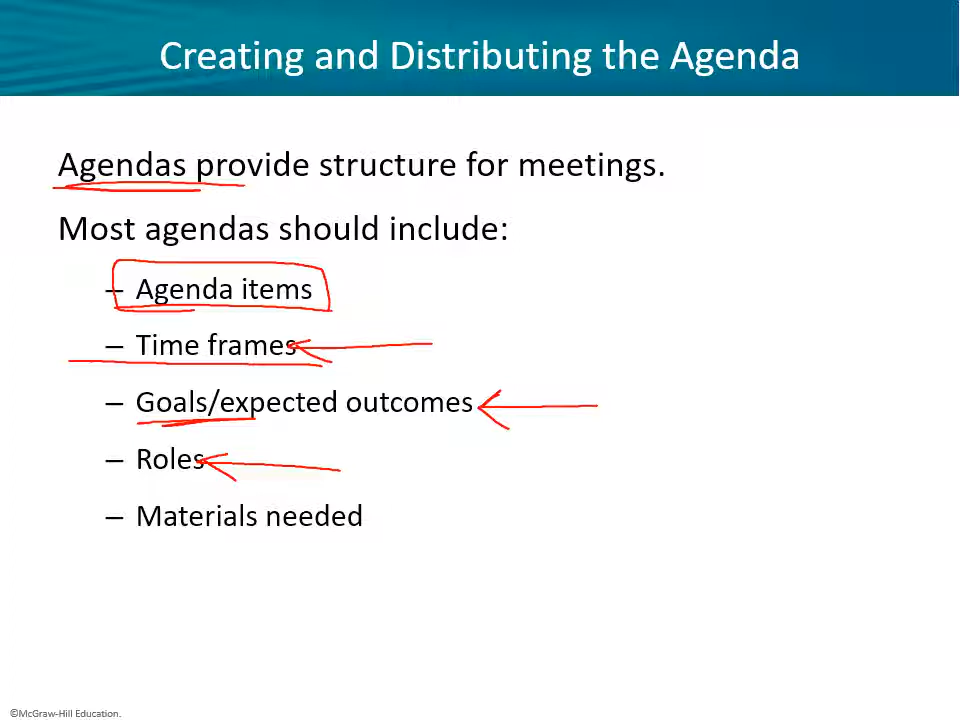 Creating and Distributing the Agenda
Agendas provide structure for meetings.
Most agendas should include:
– Agenda items
– Time frames
– Goals/expected outcomes
– Roles
– Materials needed
©McGraw-Hill Education.